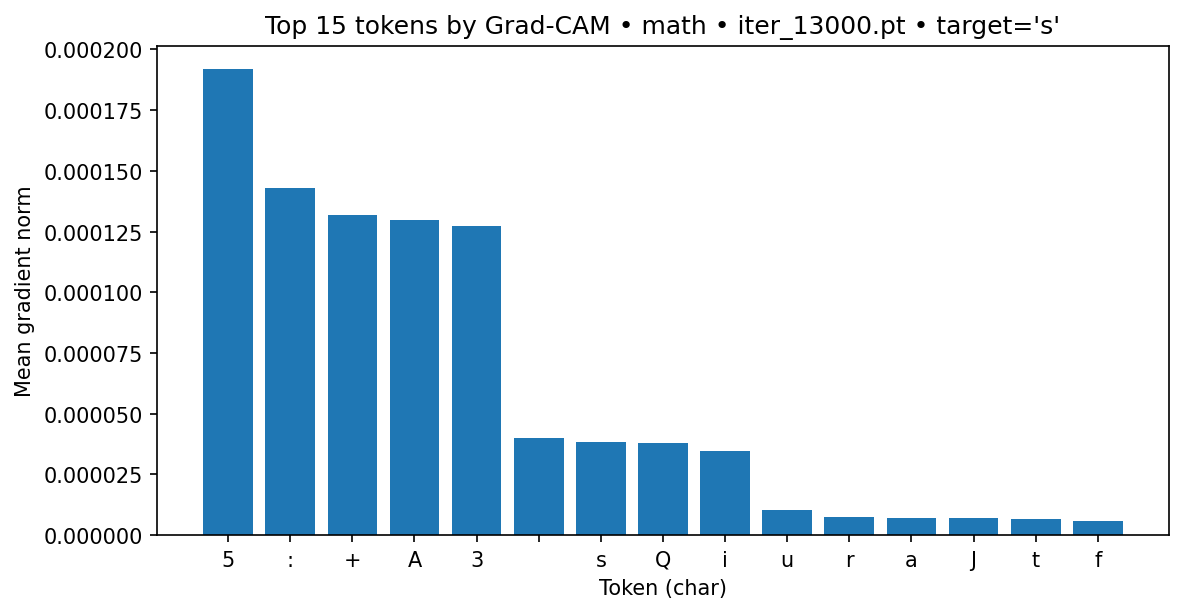 Top 15 tokens by Grad-CAM • math • iter_13000.pt • target='s'
Mean gradient norm
0.000200
0.000175
0.000150
0.000125
0.000100
0.000075
0.000050
0.000025
0.000000
5 : + A 3 s Q i u r a J t f
Token (char)